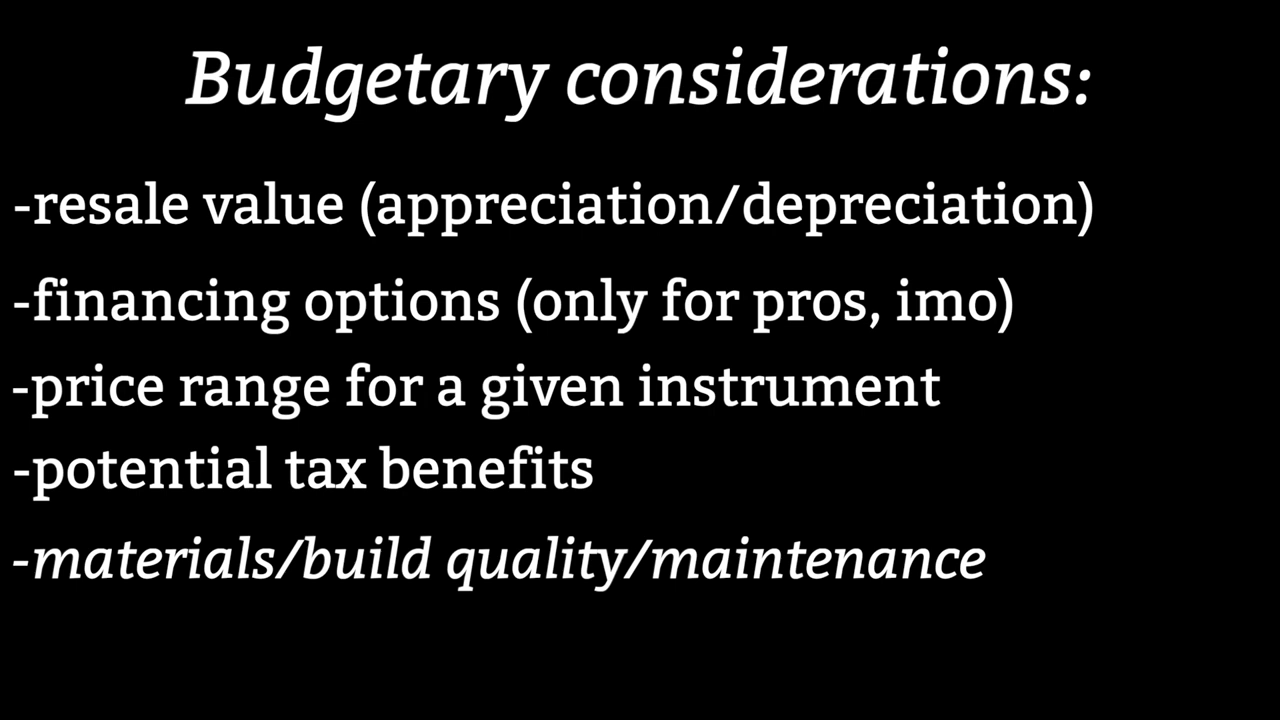 Budgetary considerations:
-resale value (appreciation/depreciation)
-financing options (only for pros, imo)
-price range for a given instrument
-potential tax benefits
-materials/build quality/maintenance